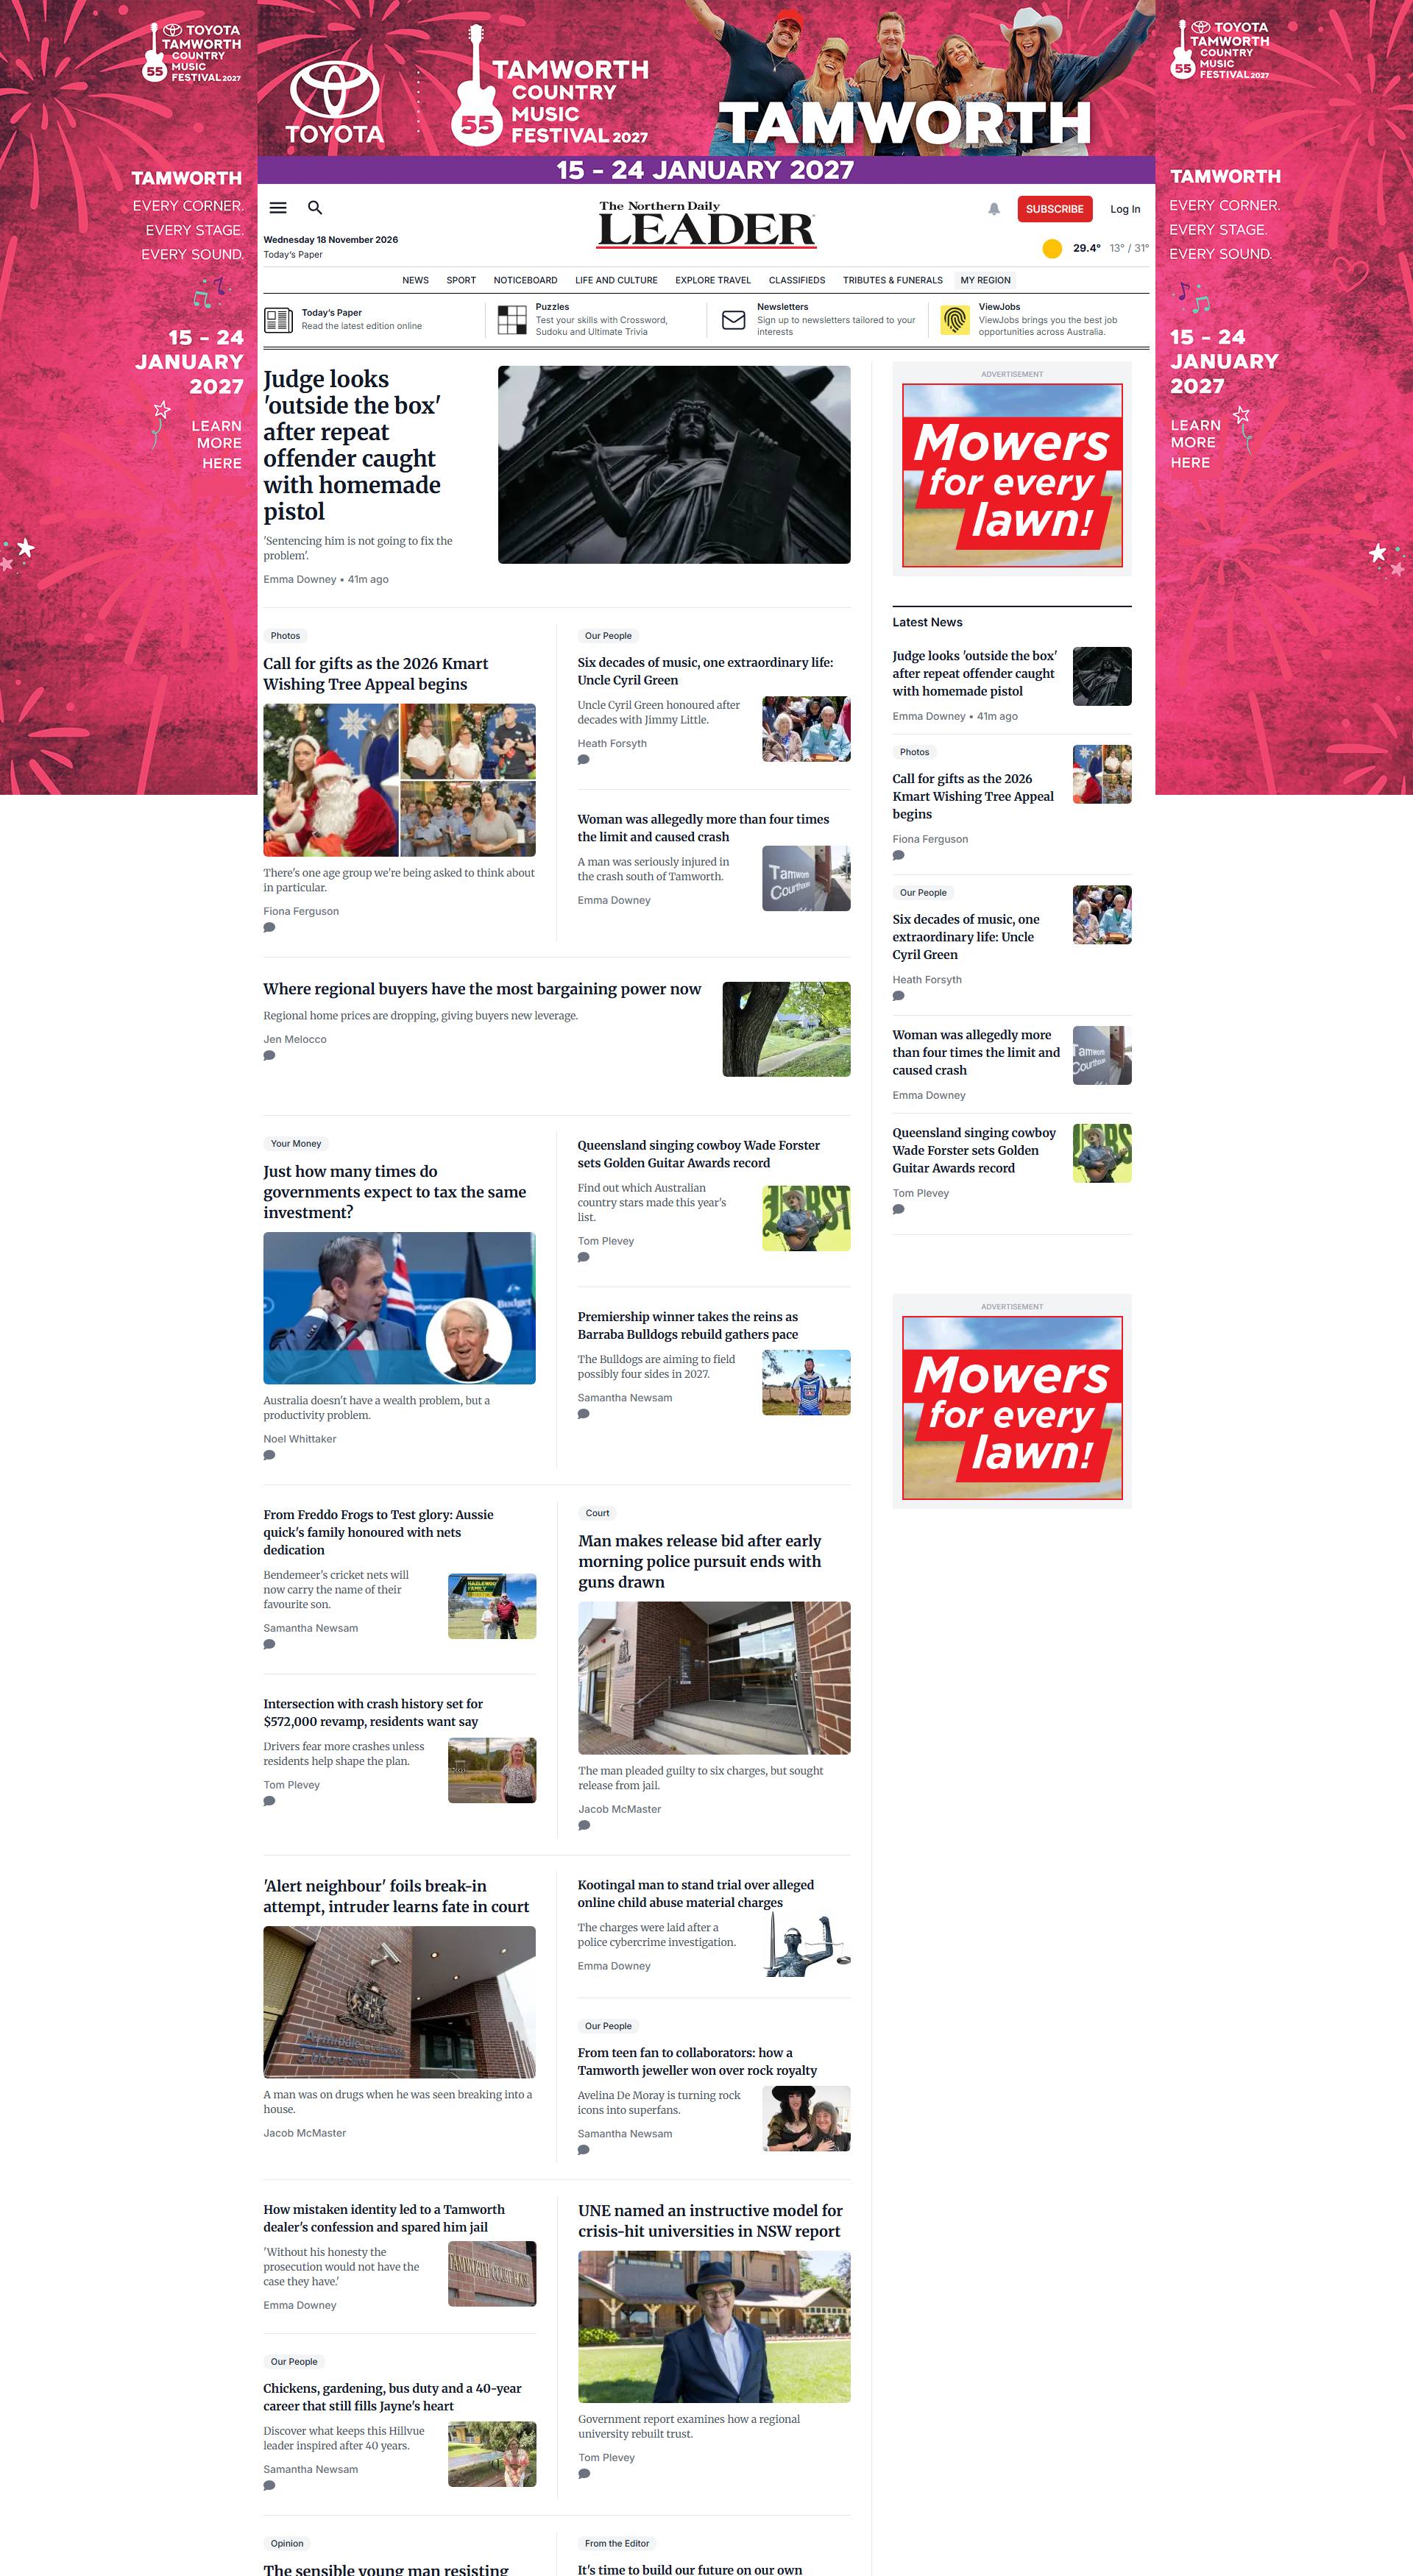 TOYOTA
TAMWORTH
COUNTRY
MUSIC
FESTIVAL 2027
55
TAMWORTH
EVERY CORNER.
EVERY STAGE.
EVERY SOUND.
15 - 24
JANUARY
2027
LEARN
MORE
HERE
TOYOTA
55
TAMWORTH
COUNTRY
MUSIC
FESTIVAL 2027
TAMWORTH
15 - 24 JANUARY 2027
TOYOTA
TAMWORTH
COUNTRY
MUSIC
FESTIVAL 2027
55
TAMWORTH
EVERY CORNER.
EVERY STAGE.
EVERY SOUND.
15 - 24
JANUARY
2027
LEARN
MORE
HERE
The Northern Daily
LEADER
SUBSCRIBE
Log In
Wednesday 18 November 2026
Today's Paper
29.4° 13° / 31°
NEWS SPORT NOTICEBOARD LIFE AND CULTURE EXPLORE TRAVEL CLASSIFIEDS TRIBUTES & FUNERALS MY REGION
Today's Paper
Read the latest edition online
Puzzles
Test your skills with Crossword,
Sudoku and Ultimate Trivia
Newsletters
Sign up to newsletters tailored to your
interests
ViewJobs
ViewJobs brings you the best job
opportunities across Australia.
Judge looks
'outside the box'
after repeat
offender caught
with homemade
pistol
'Sentencing him is not going to fix the
problem'.
Emma Downey • 41m ago
Photos
Call for gifts as the 2026 Kmart
Wishing Tree Appeal begins
There's one age group we're being asked to think about
in particular.
Fiona Ferguson
Our People
Six decades of music, one extraordinary life:
Uncle Cyril Green
Uncle Cyril Green honoured after
decades with Jimmy Little.
Heath Forsyth
Woman was allegedly more than four times
the limit and caused crash
A man was seriously injured in
the crash south of Tamworth.
Emma Downey
Tamworth
Courthouse
Where regional buyers have the most bargaining power now
Regional home prices are dropping, giving buyers new leverage.
Jen Melocco
Your Money
Just how many times do
governments expect to tax the same
investment?
Budget
Australia doesn't have a wealth problem, but a
productivity problem.
Noel Whittaker
Queensland singing cowboy Wade Forster
sets Golden Guitar Awards record
Find out which Australian
country stars made this year's
list.
Tom Plevey
Premiership winner takes the reins as
Barraba Bulldogs rebuild gathers pace
The Bulldogs are aiming to field
possibly four sides in 2027.
Samantha Newsam
From Freddo Frogs to Test glory: Aussie
quick's family honoured with nets
dedication
Bendemeer's cricket nets will
now carry the name of their
favourite son.
Samantha Newsam
HAZLEWOOD
FAMILY
Intersection with crash history set for
$572,000 revamp, residents want say
Drivers fear more crashes unless
residents help shape the plan.
Tom Plevey
Court
Man makes release bid after early
morning police pursuit ends with
guns drawn
The man pleaded guilty to six charges, but sought
release from jail.
Jacob McMaster
'Alert neighbour' foils break-in
attempt, intruder learns fate in court
A man was on drugs when he was seen breaking into a
house.
Jacob McMaster
Kootingal man to stand trial over alleged
online child abuse material charges
The charges were laid after a
police cybercrime investigation.
Emma Downey
Our People
From teen fan to collaborators: how a
Tamworth jeweller won over rock royalty
Avelina De Moray is turning rock
icons into superfans.
Samantha Newsam
How mistaken identity led to a Tamworth
dealer's confession and spared him jail
'Without his honesty the
prosecution would not have the
case they have.'
Emma Downey
TAMWORTH COURT HOUSE
Our People
Chickens, gardening, bus duty and a 40-year
career that still fills Jayne's heart
Discover what keeps this Hillvue
leader inspired after 40 years.
Samantha Newsam
UNE named an instructive model for
crisis-hit universities in NSW report
Government report examines how a regional
university rebuilt trust.
Tom Plevey
Opinion
The sensible young man resisting
From the Editor
It's time to build our future on our own
ADVERTISEMENT
Mowers
for every
lawn!
Latest News
Judge looks 'outside the box'
after repeat offender caught
with homemade pistol
Emma Downey • 41m ago
Photos
Call for gifts as the 2026
Kmart Wishing Tree Appeal
begins
Fiona Ferguson
Our People
Six decades of music, one
extraordinary life: Uncle
Cyril Green
Heath Forsyth
Woman was allegedly more
than four times the limit and
caused crash
Emma Downey
Queensland singing cowboy
Wade Forster sets Golden
Guitar Awards record
Tom Plevey
ADVERTISEMENT
Mowers
for every
lawn!